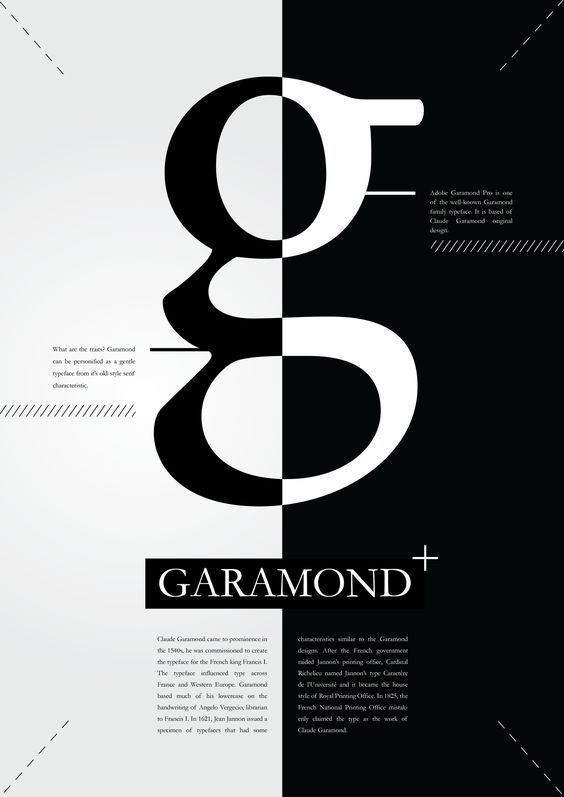 g
Adobe Garamond Pro is one
of the well-known Garamond
family typeface. It is based of
Claude Garamond original
design.
What are the traits? Garamond
can be personified as a gentle
typeface from it's old-style serif
characteristic.
GARAMOND+
Claude Garamond came to prominence in
the 1540s, he was commissioned to create
the typeface for the French king Francis I.
The typeface influenced type across
France and Western Europe. Garamond
based much of his lowercase on the
handwriting of Angelo Vergecio, librarian
to Francis I. In 1621, Jean Jannon issued a
specimen of typefaces that had some
characteristics similar to the Garamond
designs. After the French government
raided Jannon's printing office, Cardinal
Richelieu named Jannon's type Caractère
de l'Université and it became the house
style of Royal Printing Office. In 1825, the
French National Printing Office mistak-
enly claimed the type as the work of
Claude Garamond.